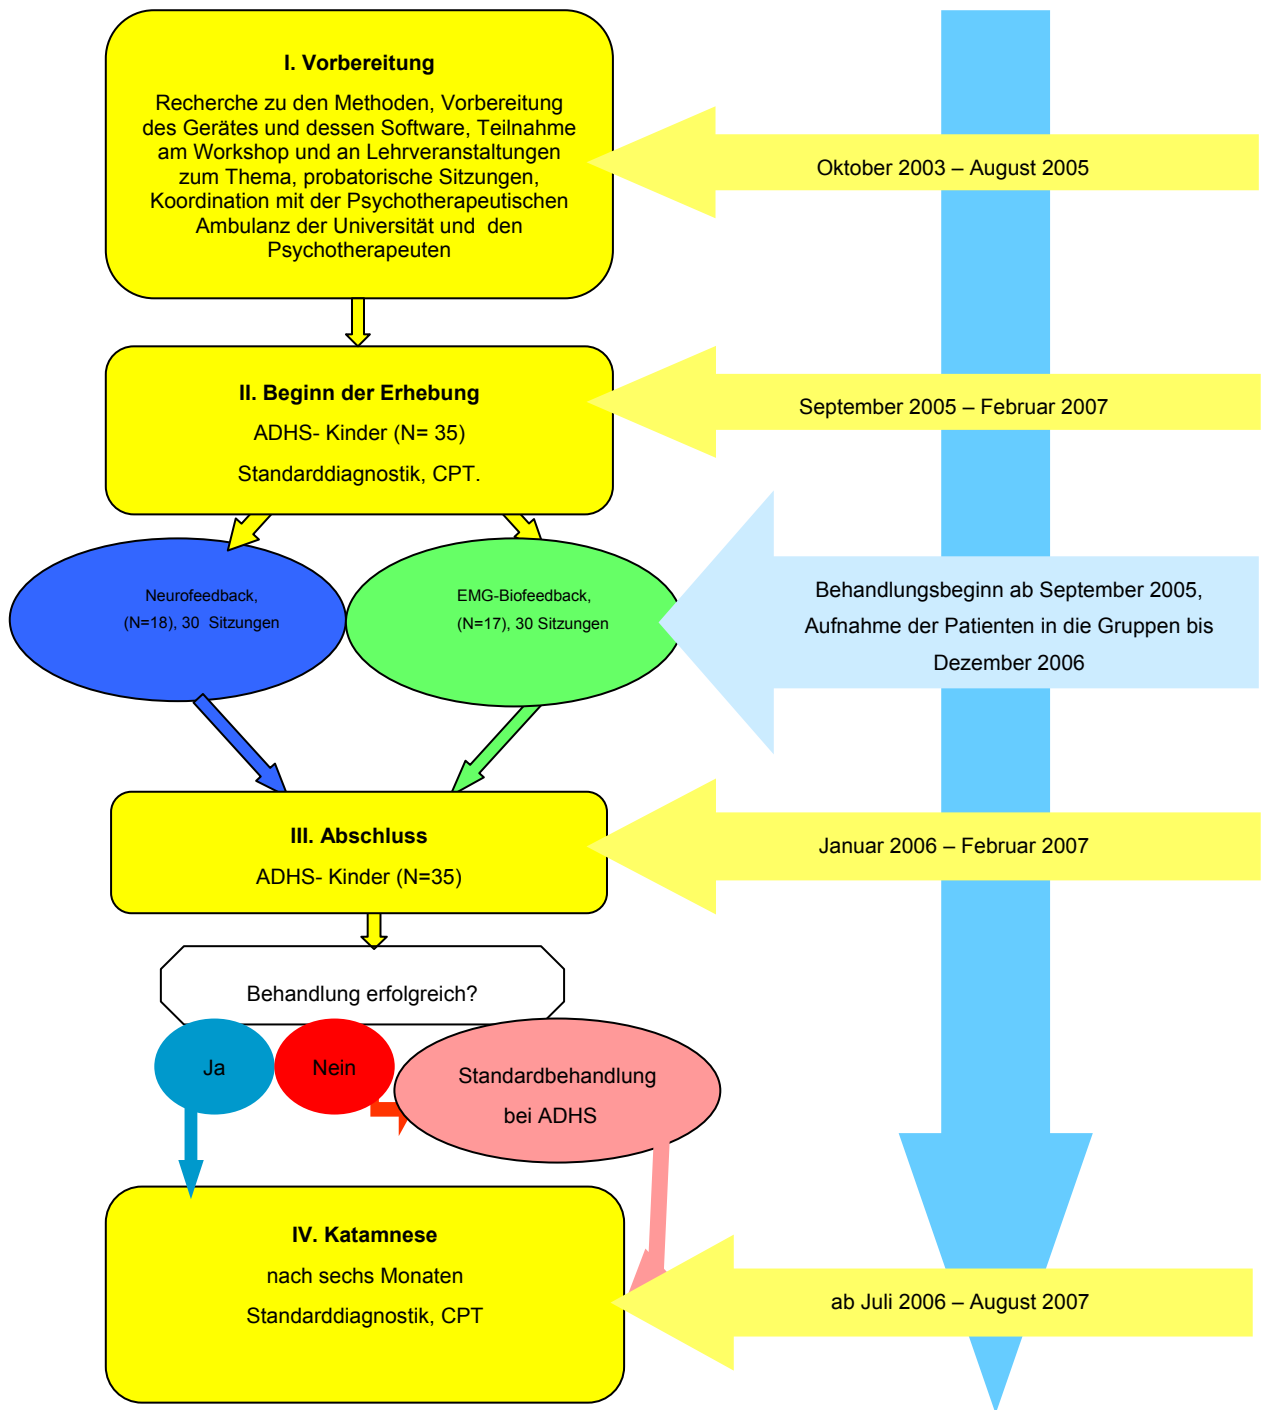 I. Vorbereitung
Recherche zu den Methoden, Vorbereitung
des Gerätes und dessen Software, Teilnahme
am Workshop und an Lehrveranstaltungen
zum Thema, probatorische Sitzungen,
Koordination mit der Psychotherapeutischen
Ambulanz der Universität und den
Psychotherapeuten
Oktober 2003 – August 2005
II. Beginn der Erhebung
ADHS- Kinder (N= 35)
Standarddiagnostik, CPT.
September 2005 – Februar 2007
Neurofeedback,
(N=18), 30 Sitzungen
EMG-Biofeedback,
(N=17), 30 Sitzungen
Behandlungsbeginn ab September 2005,
Aufnahme der Patienten in die Gruppen bis
Dezember 2006
III. Abschluss
ADHS- Kinder (N=35)
Januar 2006 – Februar 2007
Behandlung erfolgreich?
Ja
Nein
Standardbehandlung
bei ADHS
IV. Katamnese
nach sechs Monaten
Standarddiagnostik, CPT
ab Juli 2006 – August 2007